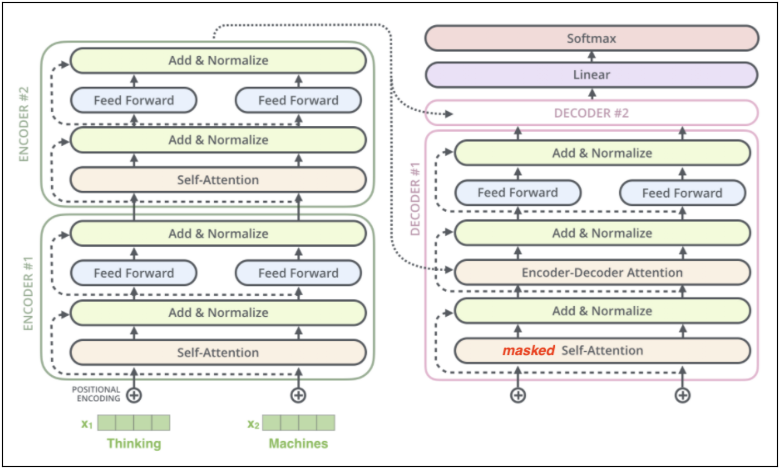 ENCODER #2
Add & Normalize
Feed Forward Feed Forward
Add & Normalize
Self-Attention
ENCODER #1
Add & Normalize
Feed Forward Feed Forward
Add & Normalize
Self-Attention
POSITIONAL
ENCODING
x₁ x₂
Thinking Machines
Softmax
Linear
DECODER #2
DECODER #1
Add & Normalize
Feed Forward Feed Forward
Add & Normalize
Encoder-Decoder Attention
Add & Normalize
masked Self-Attention